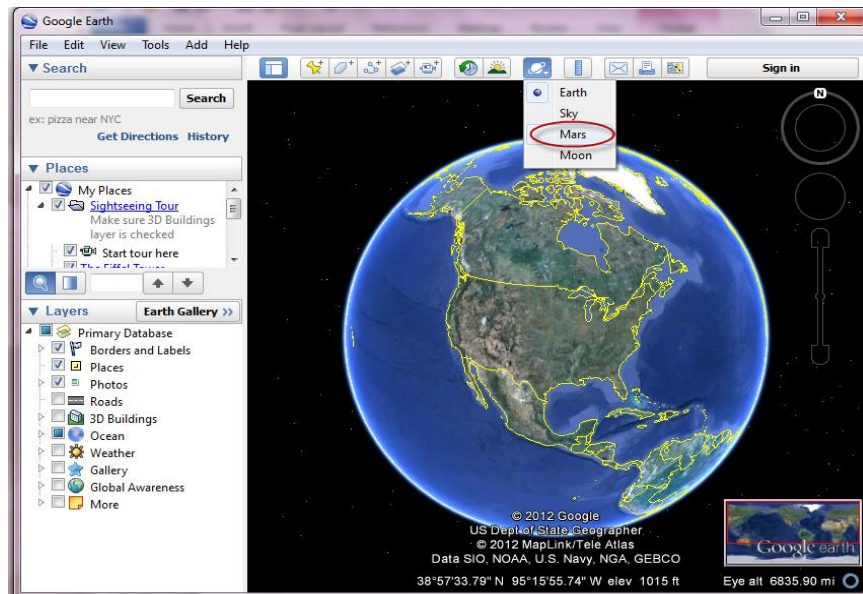 Google Earth
File Edit View Tools Add Help
Search
Search
ex: pizza near NYC
Get Directions History
Places
My Places
Sightseeing Tour
Make sure 3D Buildings
layer is checked
Start tour here
The Eiffel Tower
Layers
Earth Gallery >>
Primary Database
Borders and Labels
Places
Photos
Roads
3D Buildings
Ocean
Weather
Gallery
Global Awareness
More
Sign in
Earth
Sky
Mars
Moon
N
© 2012 Google
US Dept of State Geographer
© 2012 MapLink/Tele Atlas
Data SIO, NOAA, U.S. Navy, NGA, GEBCO
Google earth
38°57'33.79" N 95°15'55.74" W elev 1015 ft
Eye alt 6835.90 mi